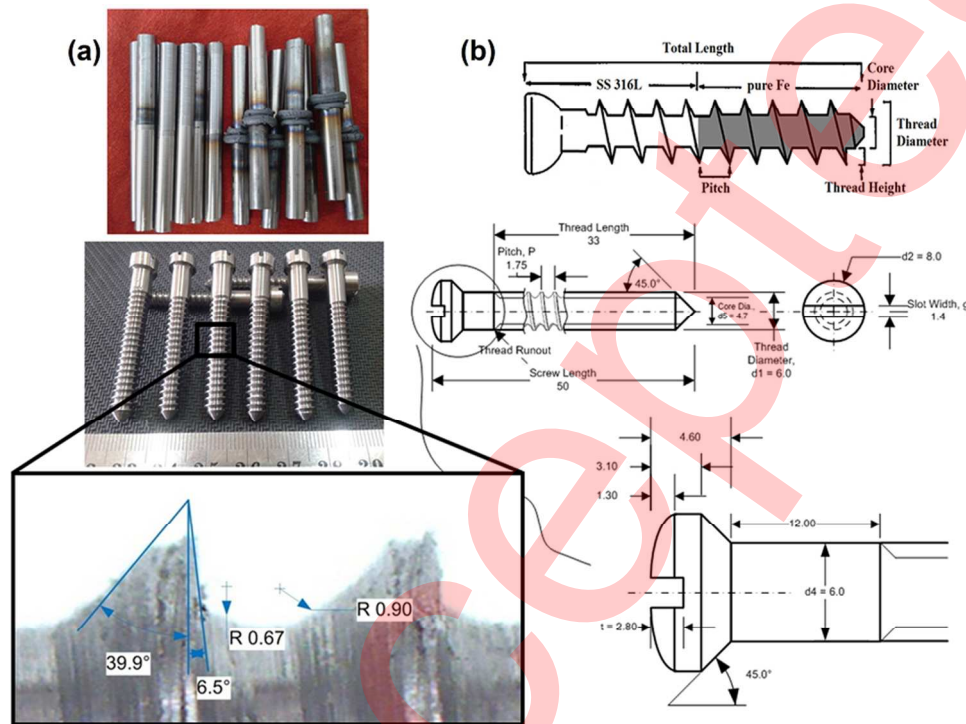 (a)
39.9°
6.5°
R 0.67
R 0.90
(b)
Total Length
SS 316L
pure Fe
Core
Diameter
Thread
Diameter
Pitch
Thread Height
Thread Length
33
Pitch, P
1.75
45.0°
Core Dia.,
d5 = 4.7
Thread Runout
Screw Length
50
Thread
Diameter,
d1 = 6.0
d2 = 8.0
Slot Width, g
1.4
4.60
3.10
1.30
12.00
d4 = 6.0
t = 2.80
45.0°
cepte